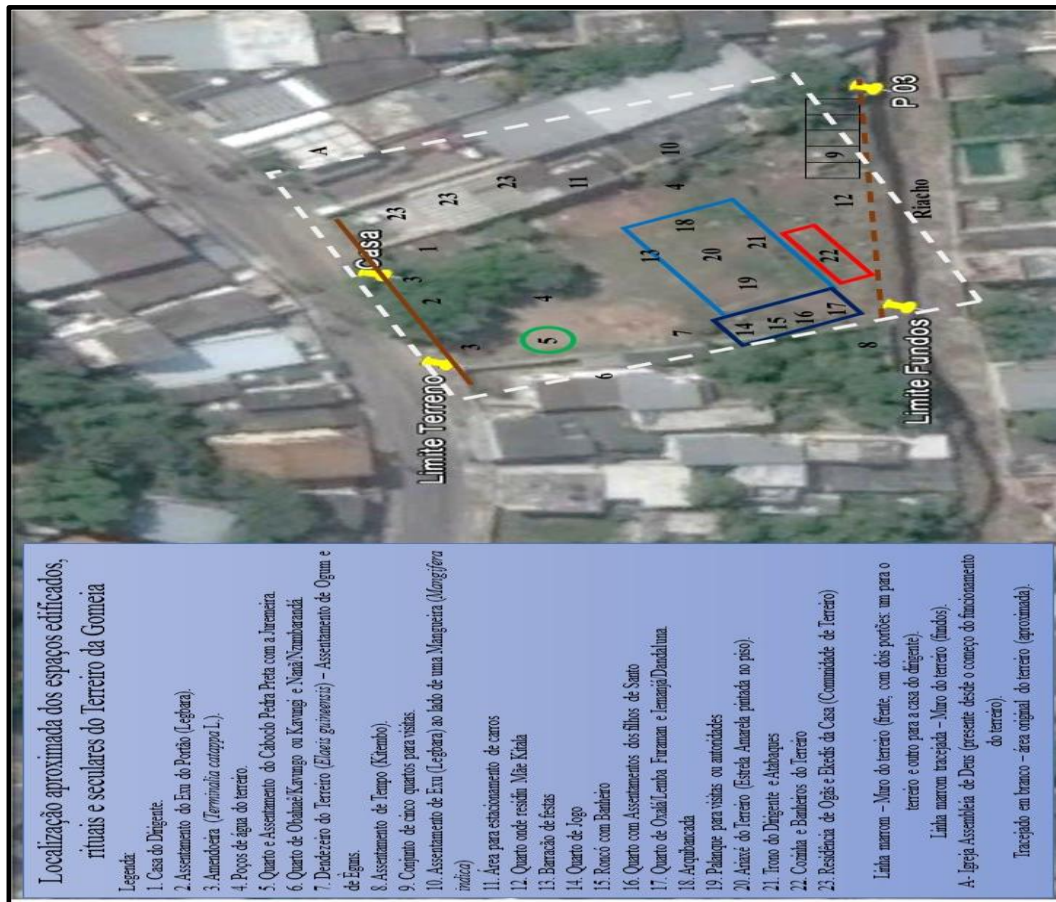 Localização aproximada dos espaços edificados,
rituais e seculares do Terreiro da Gomeia
Legenda:
1. Casa do Dirigente.
2. Assentamento do Exu do Portão (Legbara).
3. Amendoeira (Terminalia catappa L.).
4. Poços de água do terreiro.
5. Quarto e Assentamento do Caboclo Pedra Preta com a Juremeira.
6. Quarto de Obaluaê/Kavungo ou Kavungi e Nanã/Nzumbarandá.
7. Dendezeiro do Terreiro (Elaeis guineensis) – Assentamento de Ogum e
de Éguns.
8. Assentamento de Tempo (Kitembo).
9. Conjunto de cinco quartos para visitas.
10. Assentamento de Exu (Legbara) ao lado de uma Mangueira (Mangifera
indica)
11. Área para estacionamento de carros
12. Quarto onde residiu Mãe Kitala
13. Barracão de festas
14. Quarto de Jogo
15. Roncó com Banheiro
16. Quarto com Assentamentos dos filhos de Santo
17. Quarto de Oxalá/Lemba Furaman e Iemanjá/Dandaluna.
18 Arquibancada
19. Palanque para visitas ou autoridades
20 Ariaxé do Terreiro (Estrela Amarela pintada no piso).
21. Trono do Dirigente e Atabaques
22 Cozinha e Banheiros do Terreiro
23. Residência de Ogãs e Ekedis da Casa (Comunidade de Terreiro)
Linha marrom – Muro do terreiro (frente, com dois portões: um para o
terreiro e outro para a casa do dirigente).
Linha marrom tracejada – Muro do terreiro (fundos).
A- Igreja Assembleia de Deus (presente desde o começo do funcionamento
do terreiro).
Tracejado em branco – área original do terreiro (aproximada).
A
Casa
Limite Terreno
23
23
23
11
10
1
3
2
3
4
4
5
6
7
18
13
20
21
19
14
15
16
17
22
12
9
8
Riacho
P 03
Limite Fundos